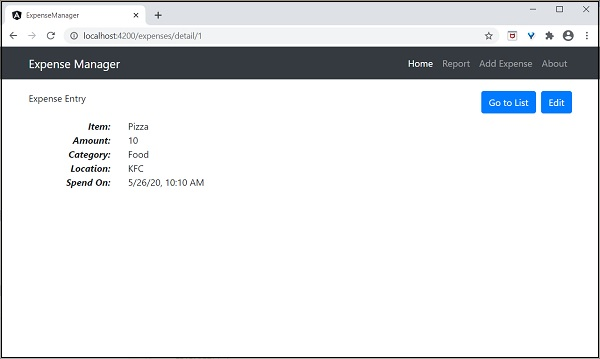 ExpenseManager
localhost:4200/expenses/detail/1
Expense Manager Home Report Add Expense About
Expense Entry Go to List Edit
Item: Pizza
Amount: 10
Category: Food
Location: KFC
Spend On: 5/26/20, 10:10 AM